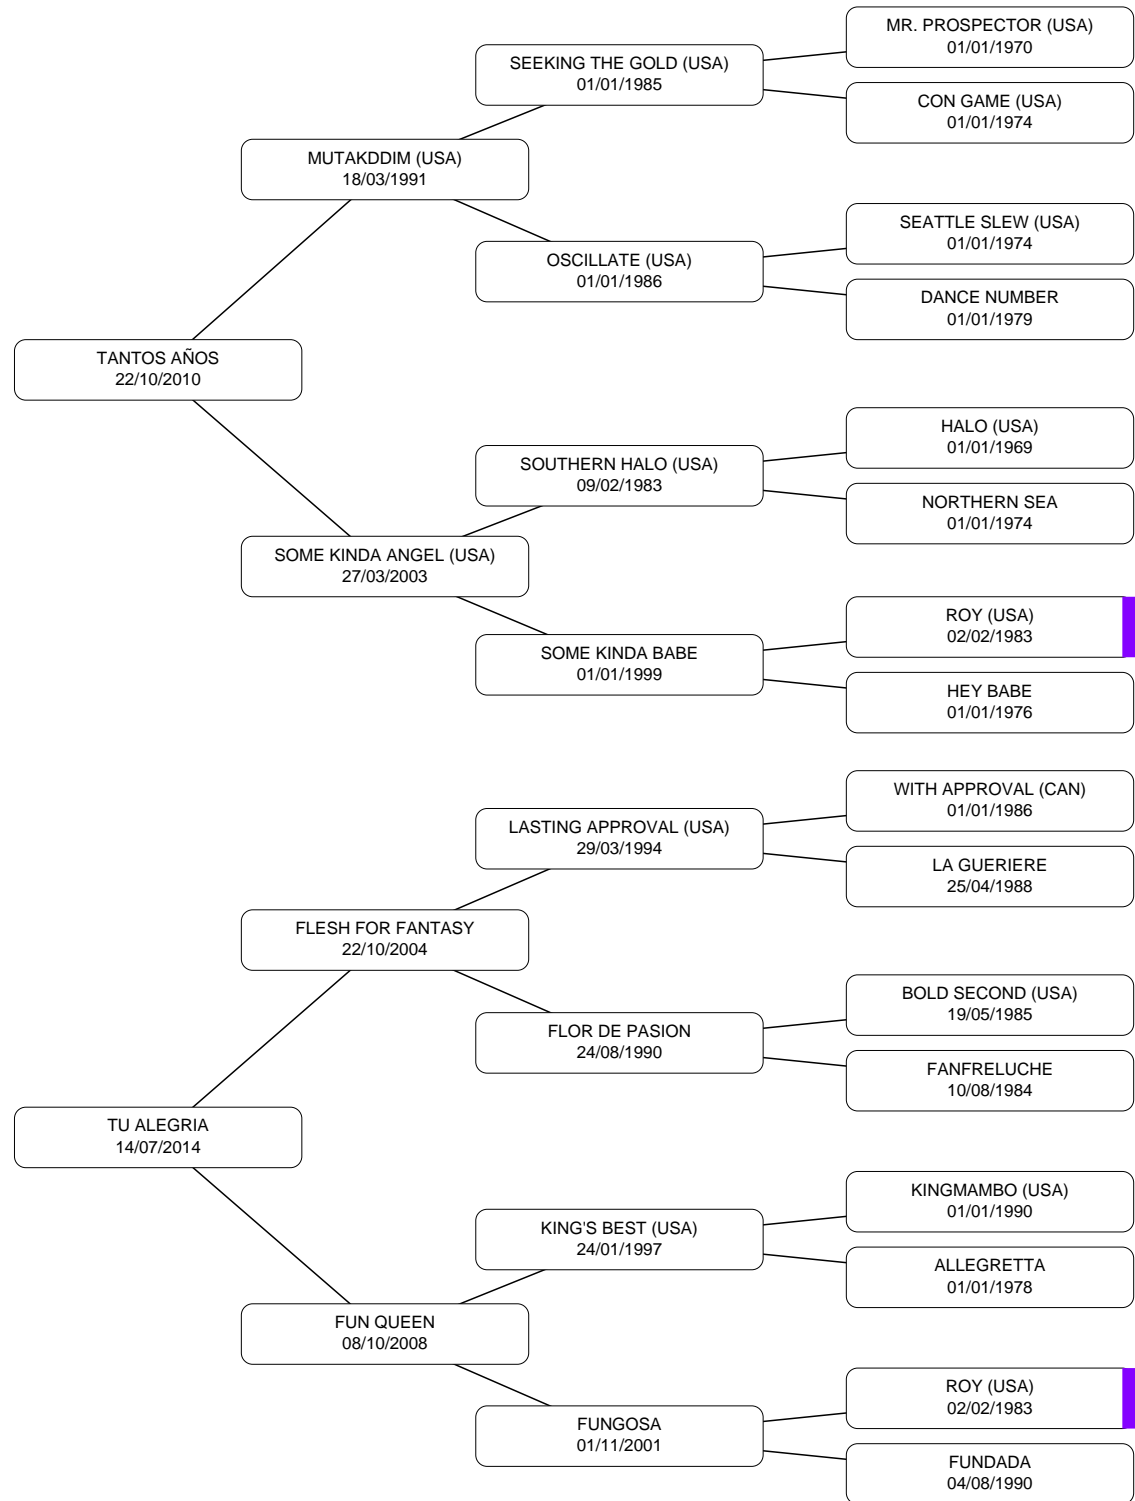 MR. PROSPECTOR (USA)
01/01/1970
SEEKING THE GOLD (USA)
01/01/1985
CON GAME (USA)
01/01/1974
MUTAKDDIM (USA)
18/03/1991
SEATTLE SLEW (USA)
01/01/1974
OSCILLATE (USA)
01/01/1986
DANCE NUMBER
01/01/1979
TANTOS AÑOS
22/10/2010
HALO (USA)
01/01/1969
SOUTHERN HALO (USA)
09/02/1983
NORTHERN SEA
01/01/1974
SOME KINDA ANGEL (USA)
27/03/2003
ROY (USA)
02/02/1983
SOME KINDA BABE
01/01/1999
HEY BABE
01/01/1976
WITH APPROVAL (CAN)
01/01/1986
LASTING APPROVAL (USA)
29/03/1994
LA GUERIERE
25/04/1988
FLESH FOR FANTASY
22/10/2004
BOLD SECOND (USA)
19/05/1985
FLOR DE PASION
24/08/1990
FANFRELUCHE
10/08/1984
TU ALEGRIA
14/07/2014
KINGMAMBO (USA)
01/01/1990
KING'S BEST (USA)
24/01/1997
ALLEGRETTA
01/01/1978
FUN QUEEN
08/10/2008
ROY (USA)
02/02/1983
FUNGOSA
01/11/2001
FUNDADA
04/08/1990